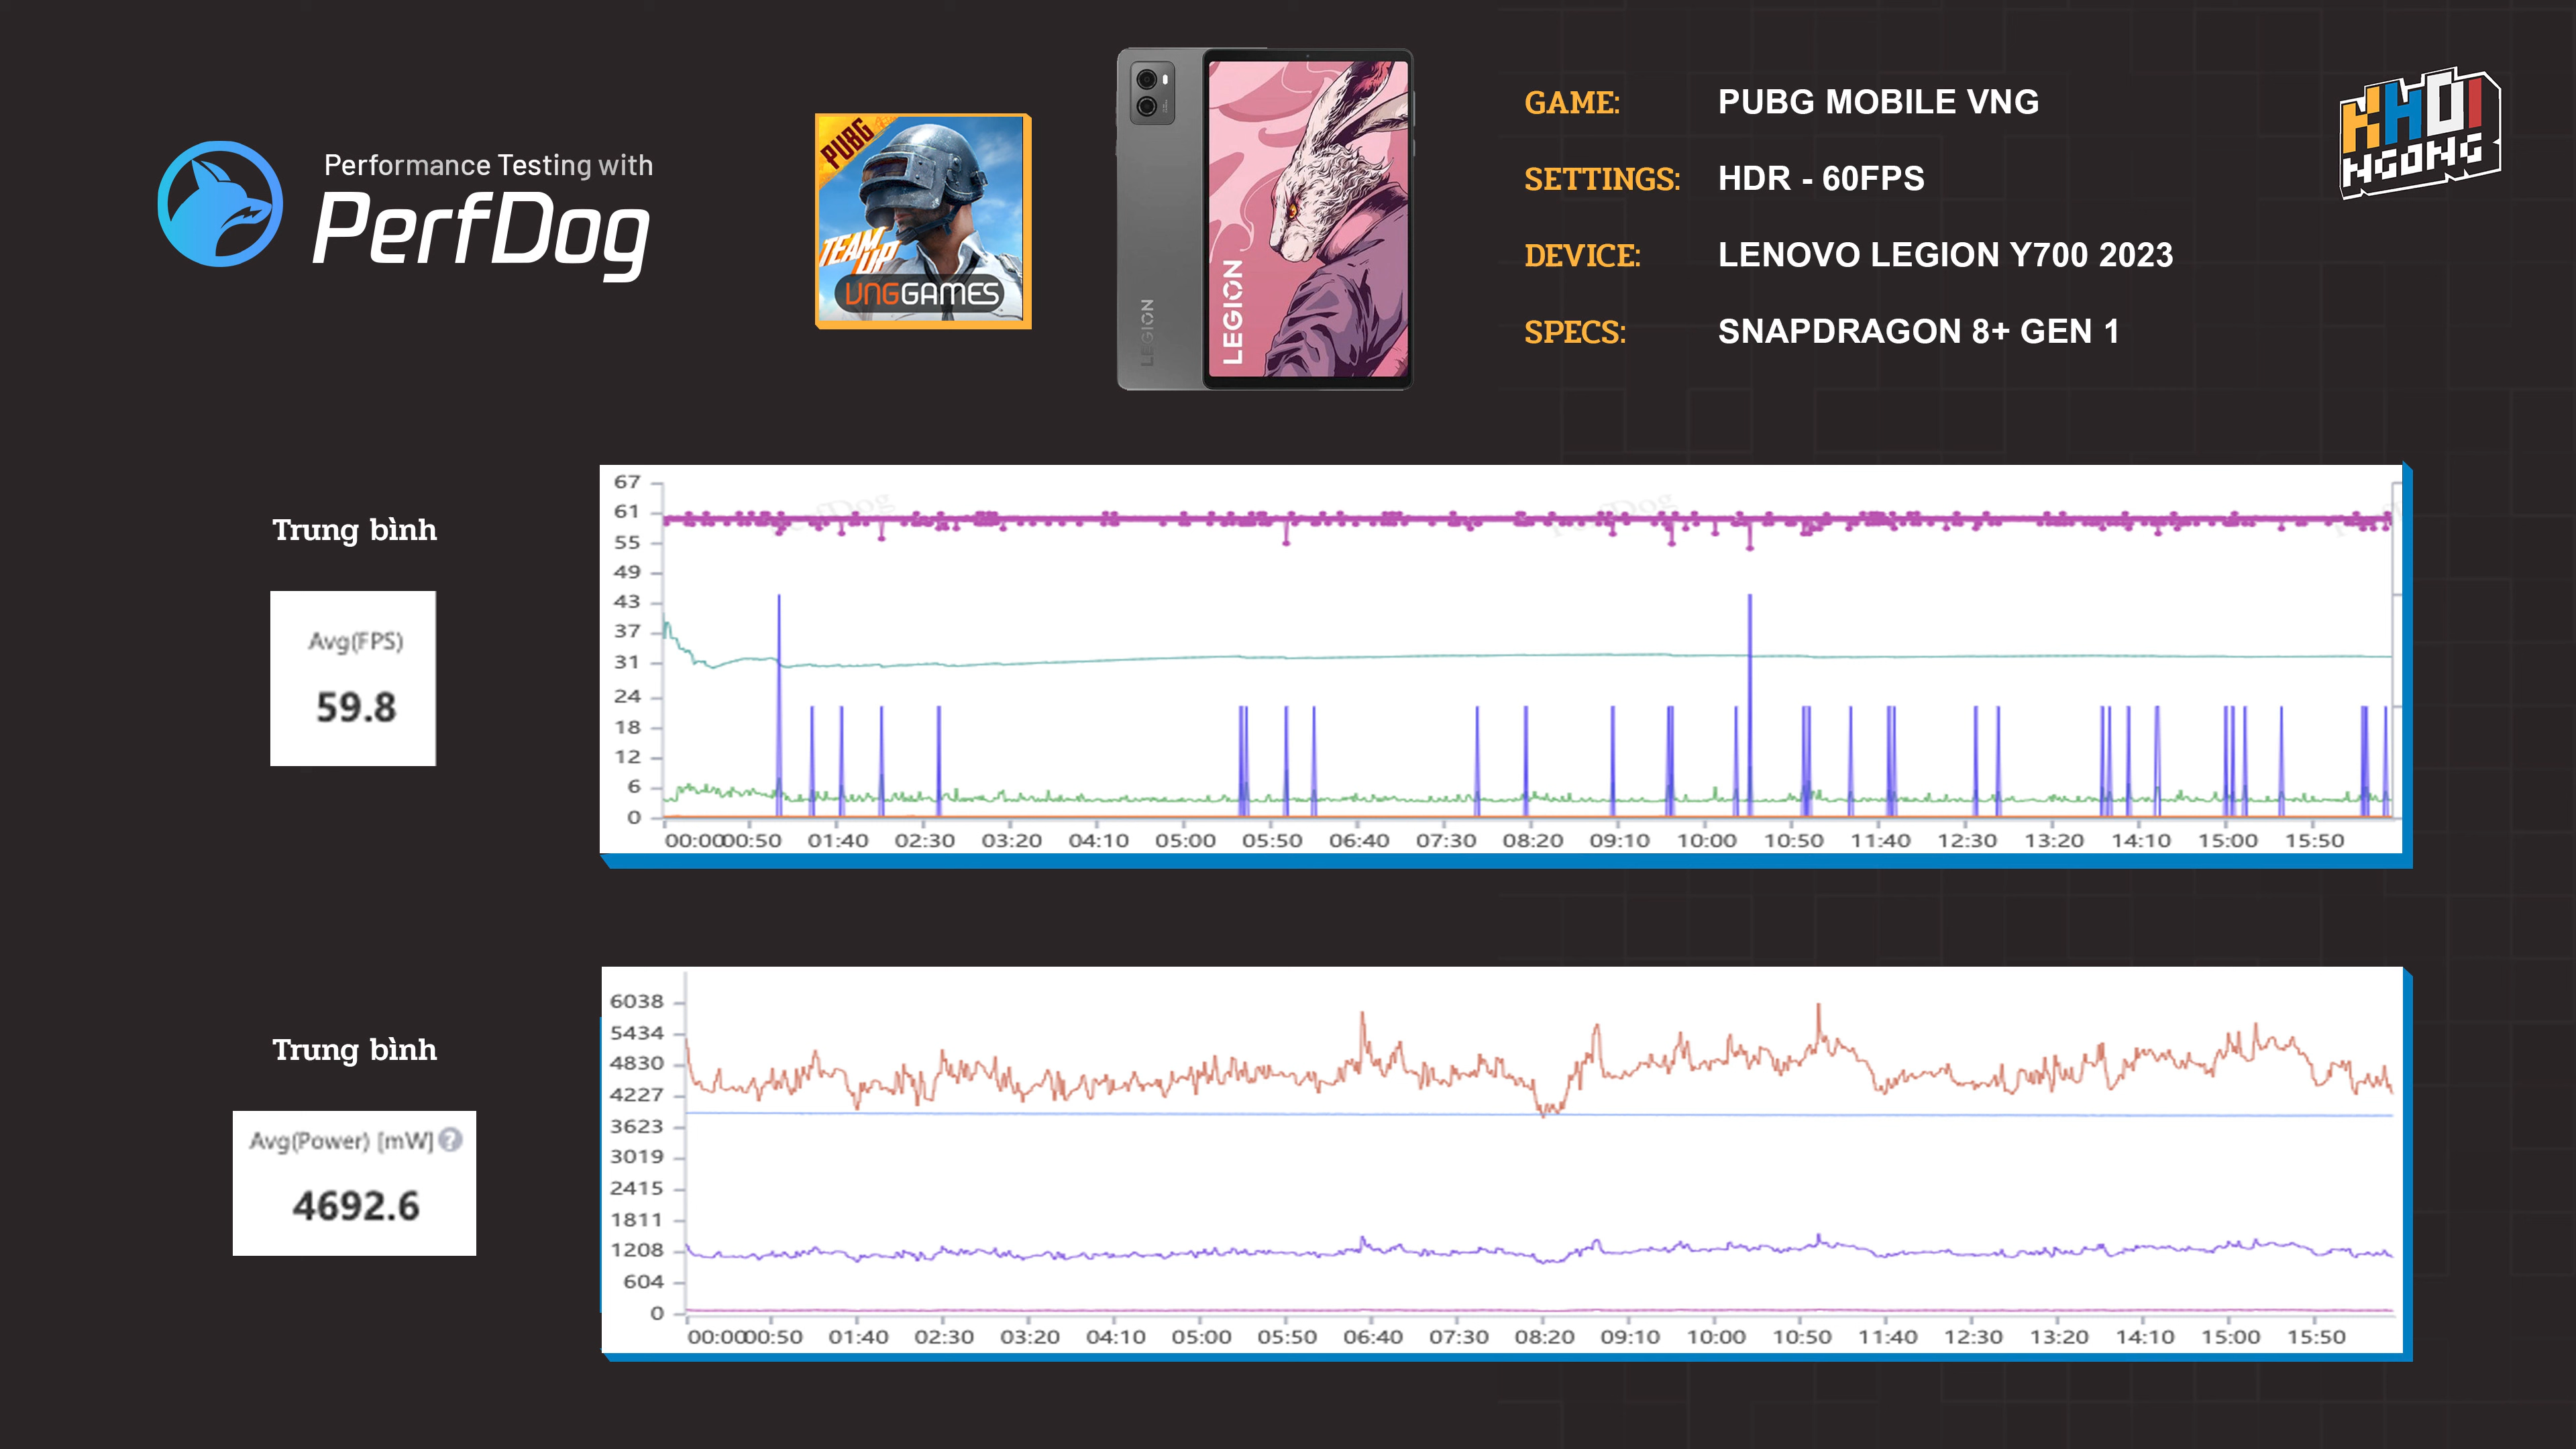 Performance Testing with
PerfDog
PUBG
TEAM
UP
VNGGAMES
LEGION
LEGION
GAME: PUBG MOBILE VNG
SETTINGS: HDR - 60FPS
DEVICE: LENOVO LEGION Y700 2023
SPECS: SNAPDRAGON 8+ GEN 1
KHOI
NGONG
Trung bình
Avg(FPS)
59.8
67
61
55
49
43
37
31
24
18
12
6
0
00:00 00:50 01:40 02:30 03:20 04:10 05:00 05:50 06:40 07:30 08:20 09:10 10:00 10:50 11:40 12:30 13:20 14:10 15:00 15:50
Trung bình
Avg(Power) [mW] ?
4692.6
6038
5434
4830
4227
3623
3019
2415
1811
1208
604
0
00:00 00:50 01:40 02:30 03:20 04:10 05:00 05:50 06:40 07:30 08:20 09:10 10:00 10:50 11:40 12:30 13:20 14:10 15:00 15:50